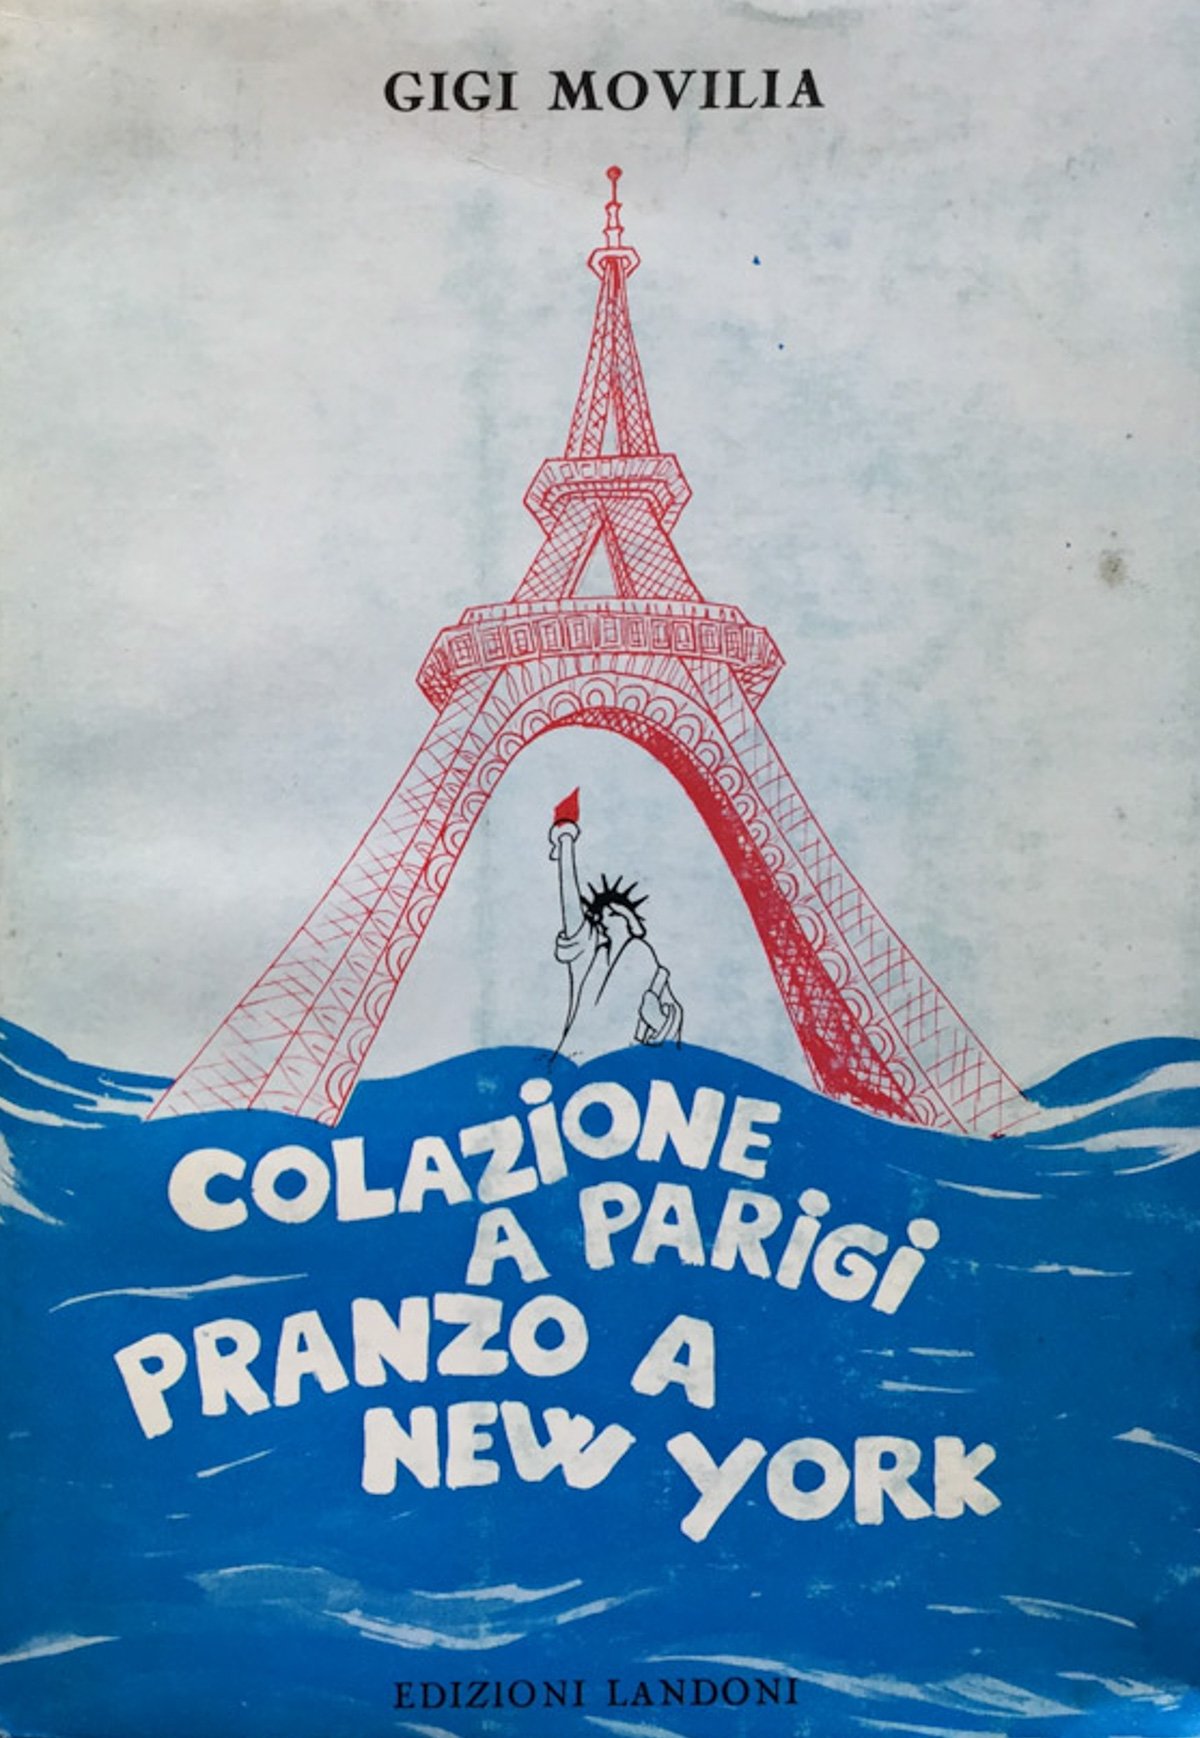 GIGI MOVILIA
COLAZiONE
A PARiGi
PRANZO A
NEW YORK
EDIZIONI LANDONI